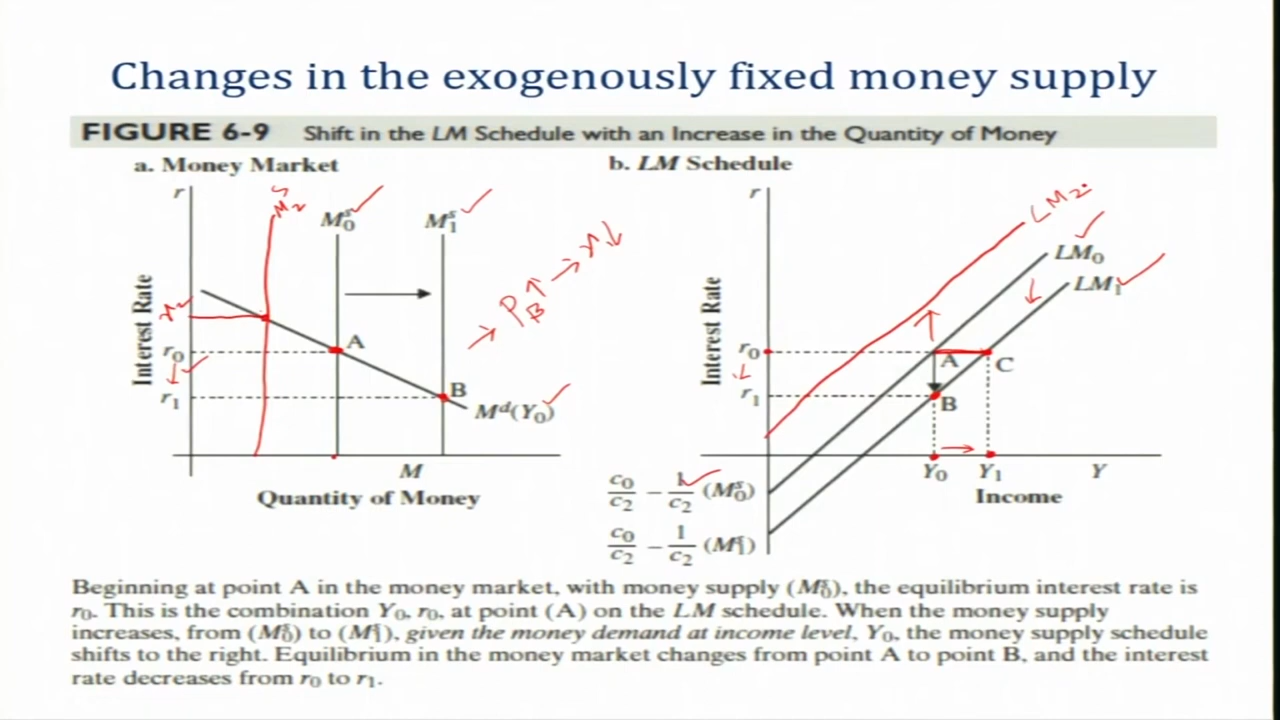 Changes in the exogenously fixed money supply
FIGURE 6-9 Shift in the LM Schedule with an Increase in the Quantity of Money
a. Money Market
b. LM Schedule
r
M₂ˢ
M₀ˢ
M₁ˢ
Interest Rate
r₂
r₀
r₁
A
B
Mᵈ(Y₀)
→ P_B ↑ → r ↓
M
Quantity of Money
r
LM₂
LM₀
LM₁
Interest Rate
r₀
r₁
A
C
B
Y₀ Y₁ Y
Income
c₀/c₂ − 1/c₂ (M₀ˢ)
c₀/c₂ − 1/c₂ (M₁ˢ)
Beginning at point A in the money market, with money supply (M₀ˢ), the equilibrium interest rate is
r₀. This is the combination Y₀, r₀, at point (A) on the LM schedule. When the money supply
increases, from (M₀ˢ) to (M₁ˢ), given the money demand at income level, Y₀, the money supply schedule
shifts to the right. Equilibrium in the money market changes from point A to point B, and the interest
rate decreases from r₀ to r₁.